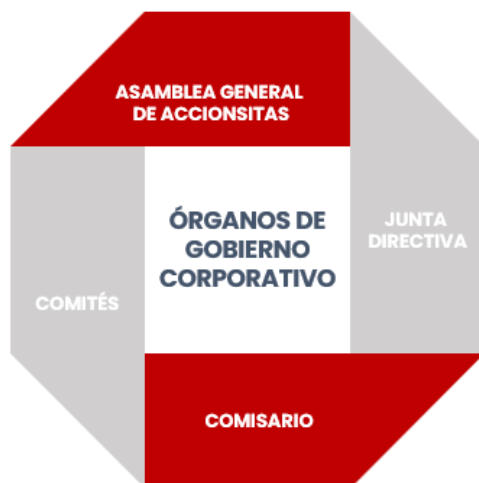 ASAMBLEA GENERAL
DE ACCIONSITAS
ÓRGANOS DE
GOBIERNO
CORPORATIVO
JUNTA
DIRECTIVA
COMITÉS
COMISARIO